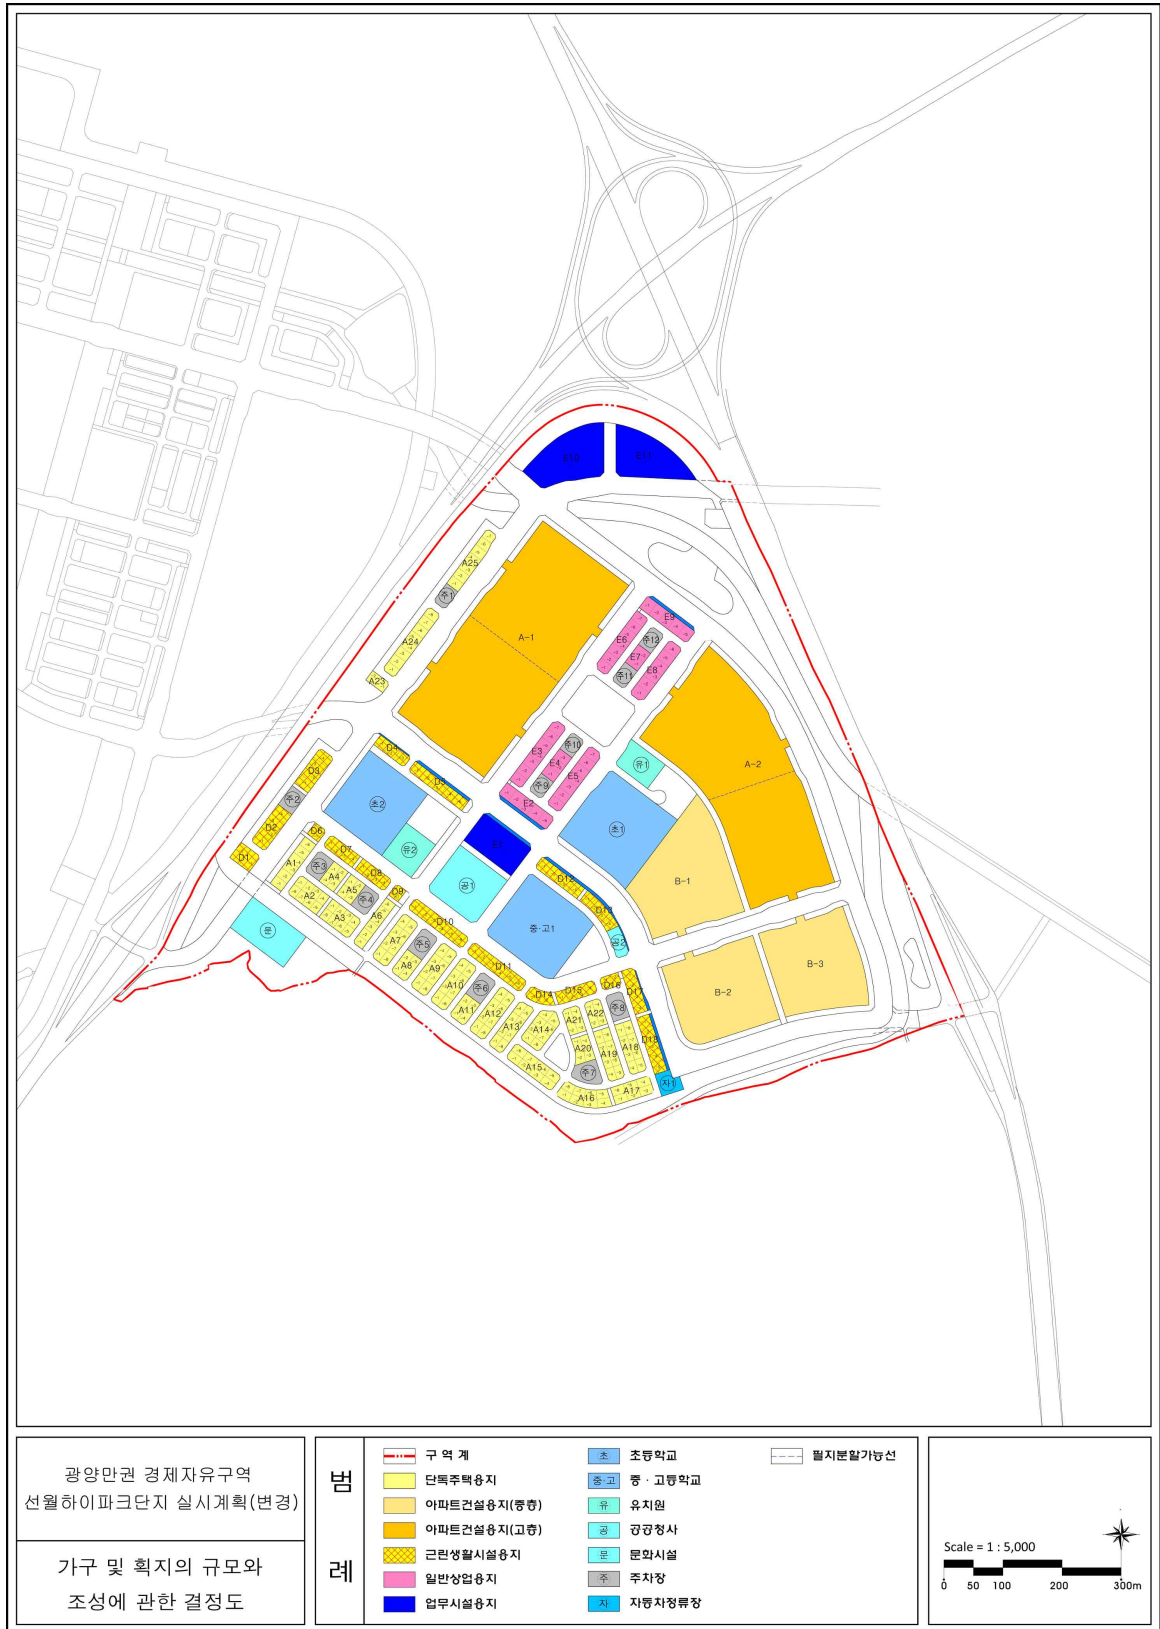 E10
E11
A25
주1
A24
A-1
A23
E9
E6
주12
E7
E8
주11
A-2
D4
D5
E3
주10
E4
E5
주9
E2
유1
D3
주2
D2
D1
초2
유2
E1
공1
초1
B-1
D6
D7
D8
D9
D10
D11
D12
D13
공2
중·고1
문
A1
주3
A4
A5
주4
A2
A3
A6
A7
주5
A8
A9
A10
주6
A11
A12
A13
A14
A15
D14
D15
D16
D17
D18
A21
A22
주8
A20
A19
A18
주7
A16
A17
자1
B-2
B-3
광양만권 경제자유구역
선월하이파크단지 실시계획(변경)
가구 및 획지의 규모와
조성에 관한 결정도
범
례
구 역 계
단독주택용지
아파트건설용지(중층)
아파트건설용지(고층)
근린생활시설용지
일반상업용지
업무시설용지
초 초등학교
중·고 중 · 고등학교
유 유치원
공 공공청사
문 문화시설
주 주차장
자 자동차정류장
필지분할가능선
Scale = 1 : 5,000
0 50 100 200 300m